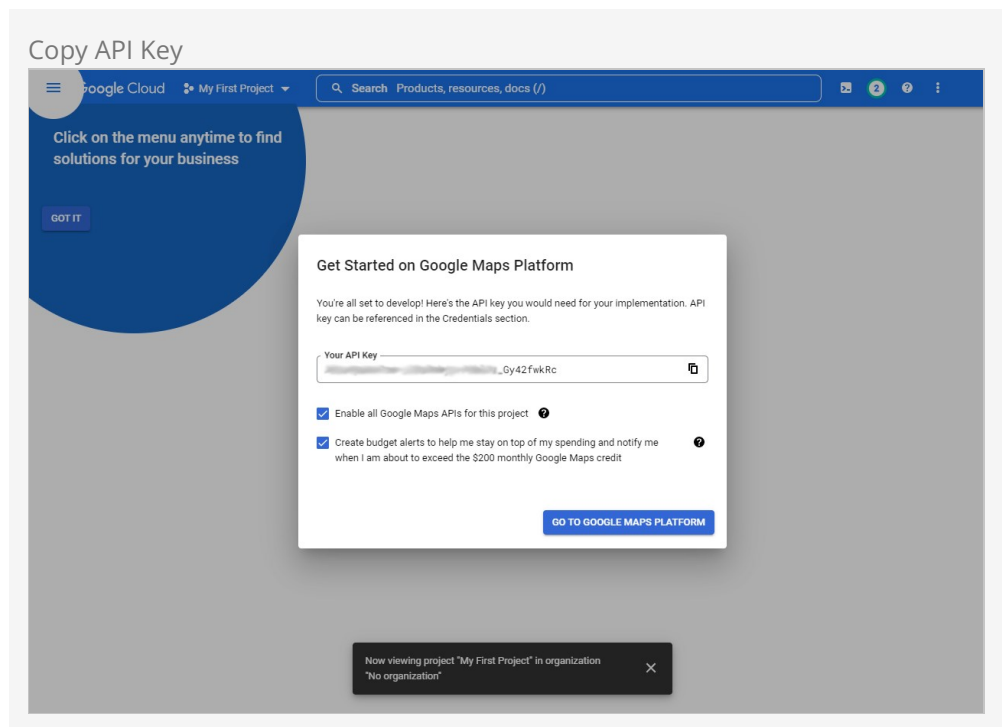 Copy API Key
Google Cloud My First Project Search Products, resources, docs (/) 2
Click on the menu anytime to find
solutions for your business
GOT IT
Get Started on Google Maps Platform
You're all set to develop! Here's the API key you would need for your implementation. API
key can be referenced in the Credentials section.
Your API Key
_Gy42fwkRc
Enable all Google Maps APIs for this project
Create budget alerts to help me stay on top of my spending and notify me
when I am about to exceed the $200 monthly Google Maps credit
GO TO GOOGLE MAPS PLATFORM
Now viewing project "My First Project" in organization
"No organization"